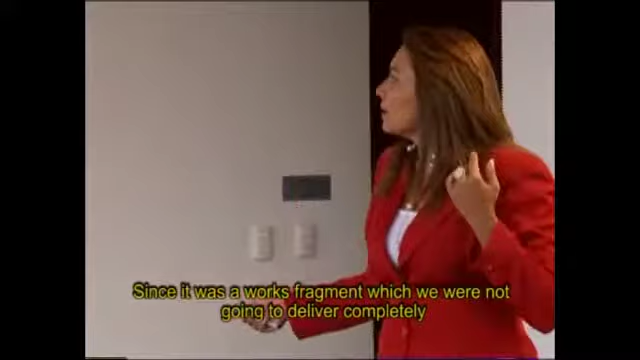 Since it was a works fragment which we were not
going to deliver completely